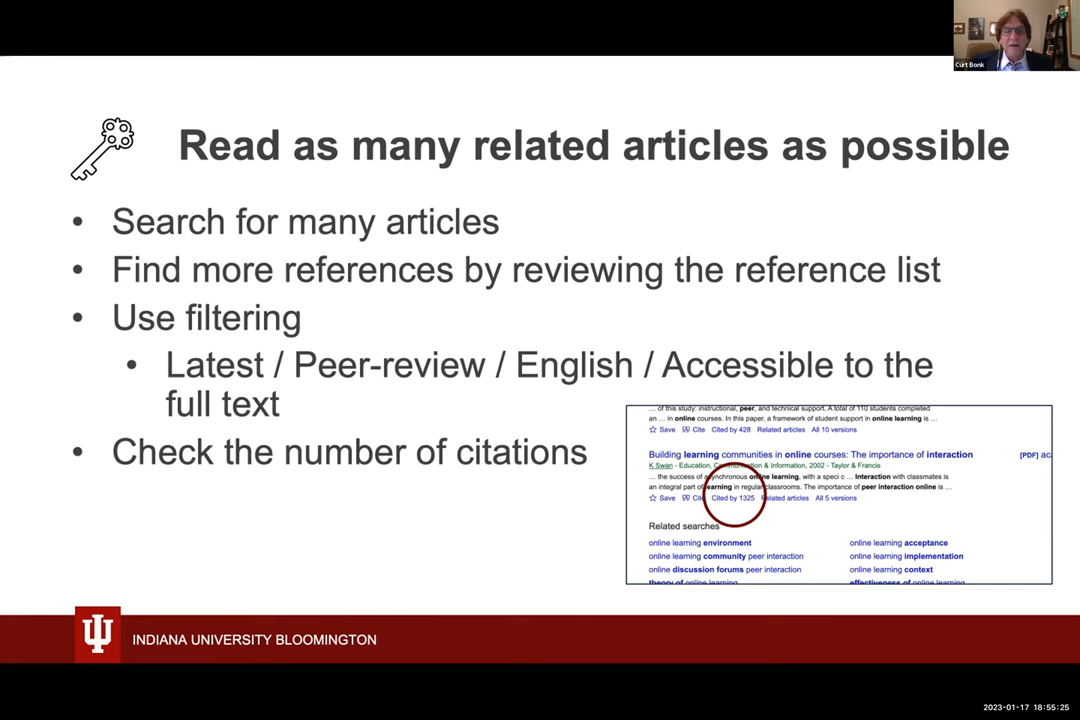 Curt Bonk
Read as many related articles as possible
• Search for many articles
• Find more references by reviewing the reference list
• Use filtering
• Latest / Peer-review / English / Accessible to the
full text
• Check the number of citations
... of this study: instructional, peer, and technical support. A total of 110 students completed
an ... in online courses. In this paper, a framework of student support in online learning is ...
Save Cite Cited by 428 Related articles All 10 versions
Building learning communities in online courses: The importance of interaction [PDF]
K Swan - Education, Communication & Information, 2002 - Taylor & Francis
... the success of asynchronous online learning, with a speci c ... Interaction with classmates is
an integral part of learning in regular classrooms. The importance of peer interaction online is ...
Save Cite Cited by 1325 Related articles All 5 versions
Related searches
online learning environment online learning acceptance
online learning community peer interaction online learning implementation
online discussion forums peer interaction online learning context
theory of online learning effectiveness of online learning
INDIANA UNIVERSITY BLOOMINGTON
2023-01-17 18:55:25